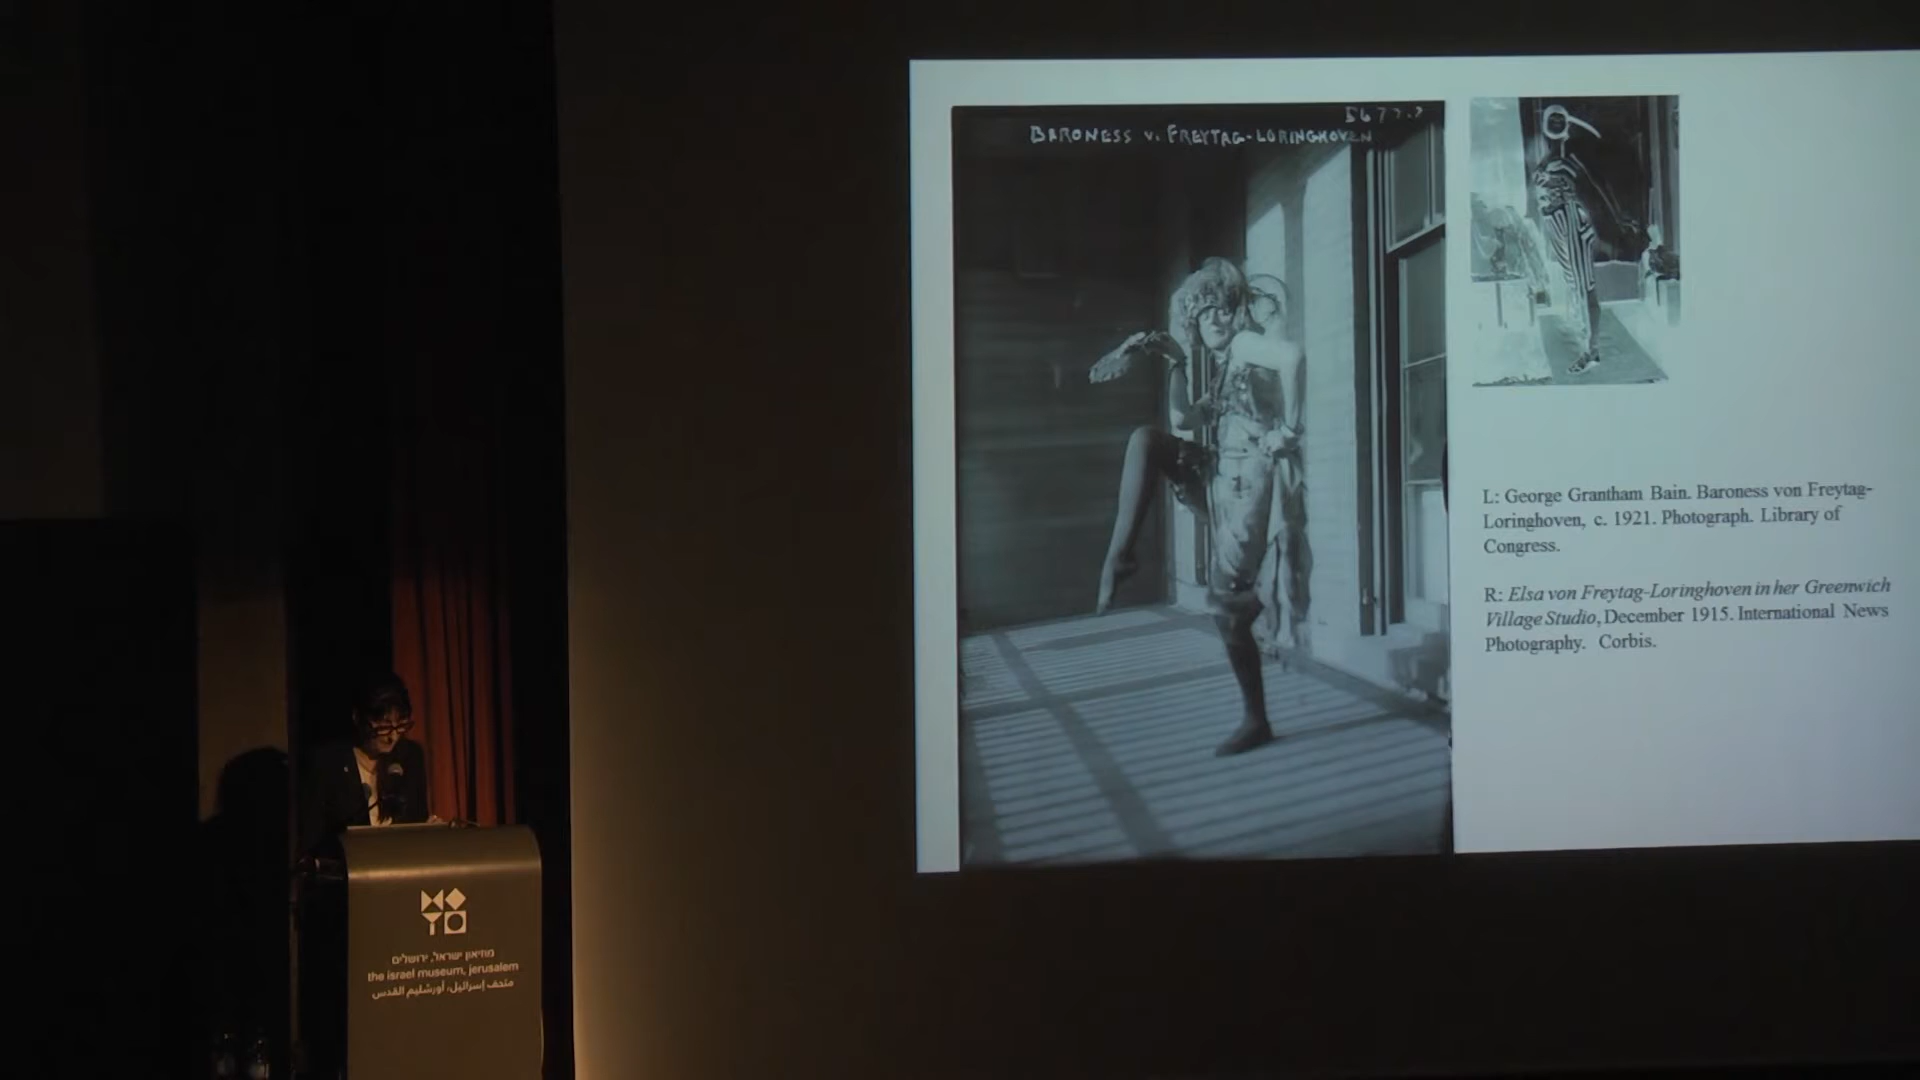 BARONESS v. FREYTAG-LORINGHOVEN
L: George Grantham Bain. Baroness von Freytag-
Loringhoven, c. 1921. Photograph. Library of
Congress.
R: Elsa von Freytag-Loringhoven in her Greenwich
Village Studio, December 1915. International News
Photography. Corbis.
מוזיאון ישראל, ירושלים
the israel museum, jerusalem
متحف إسرائيل، أورشليم القدس